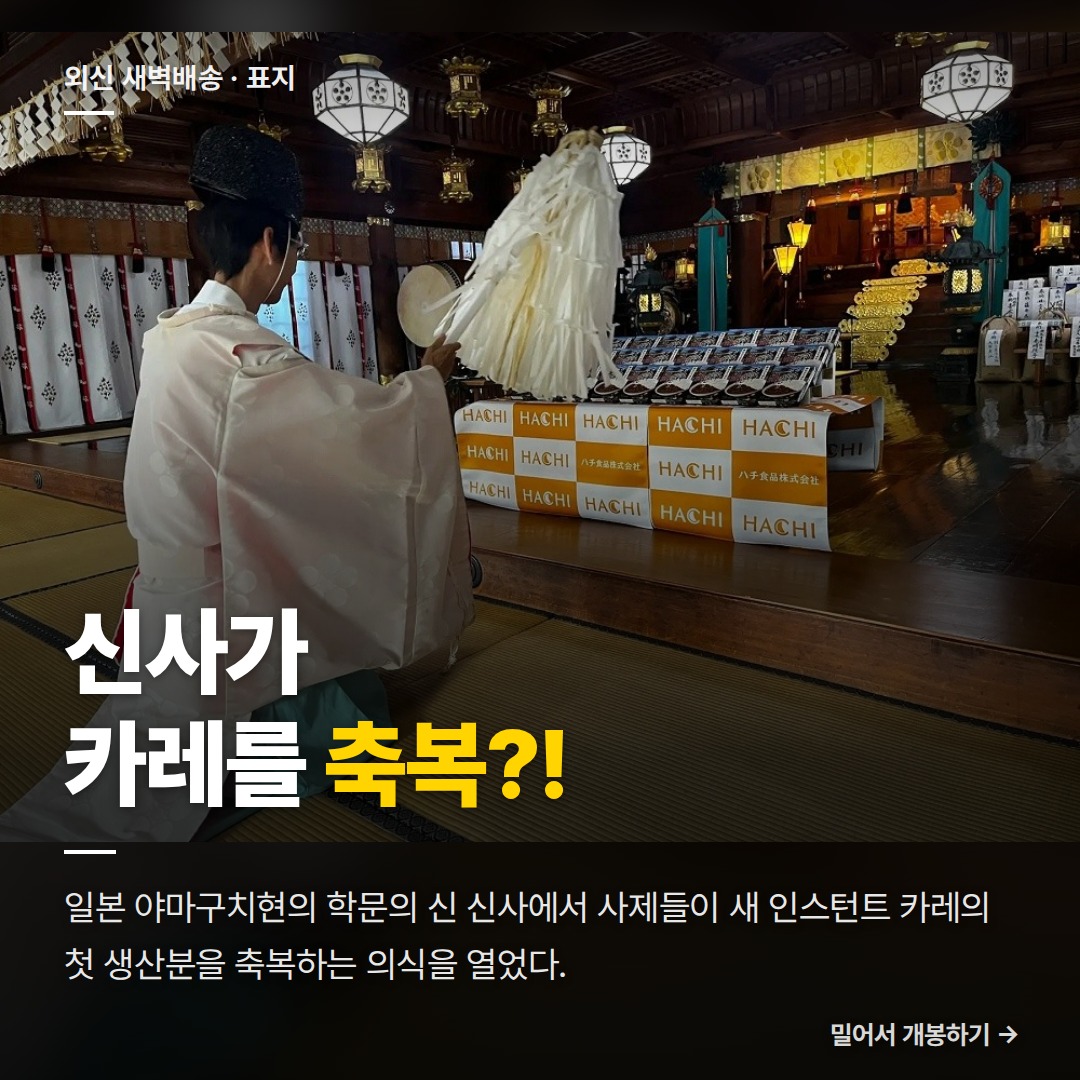 외신 새벽배송 · 표지
HACHI HACHI HACHI HACHI HACHI
HACHI HACHI ハチ食品株式会社 HACHI ハチ食品株式会社
HACHI HACHI HACHI HACHI HACHI
신사가
카레를 축복?!
일본 야마구치현의 학문의 신 신사에서 사제들이 새 인스턴트 카레의
첫 생산분을 축복하는 의식을 열었다.
밀어서 개봉하기 →